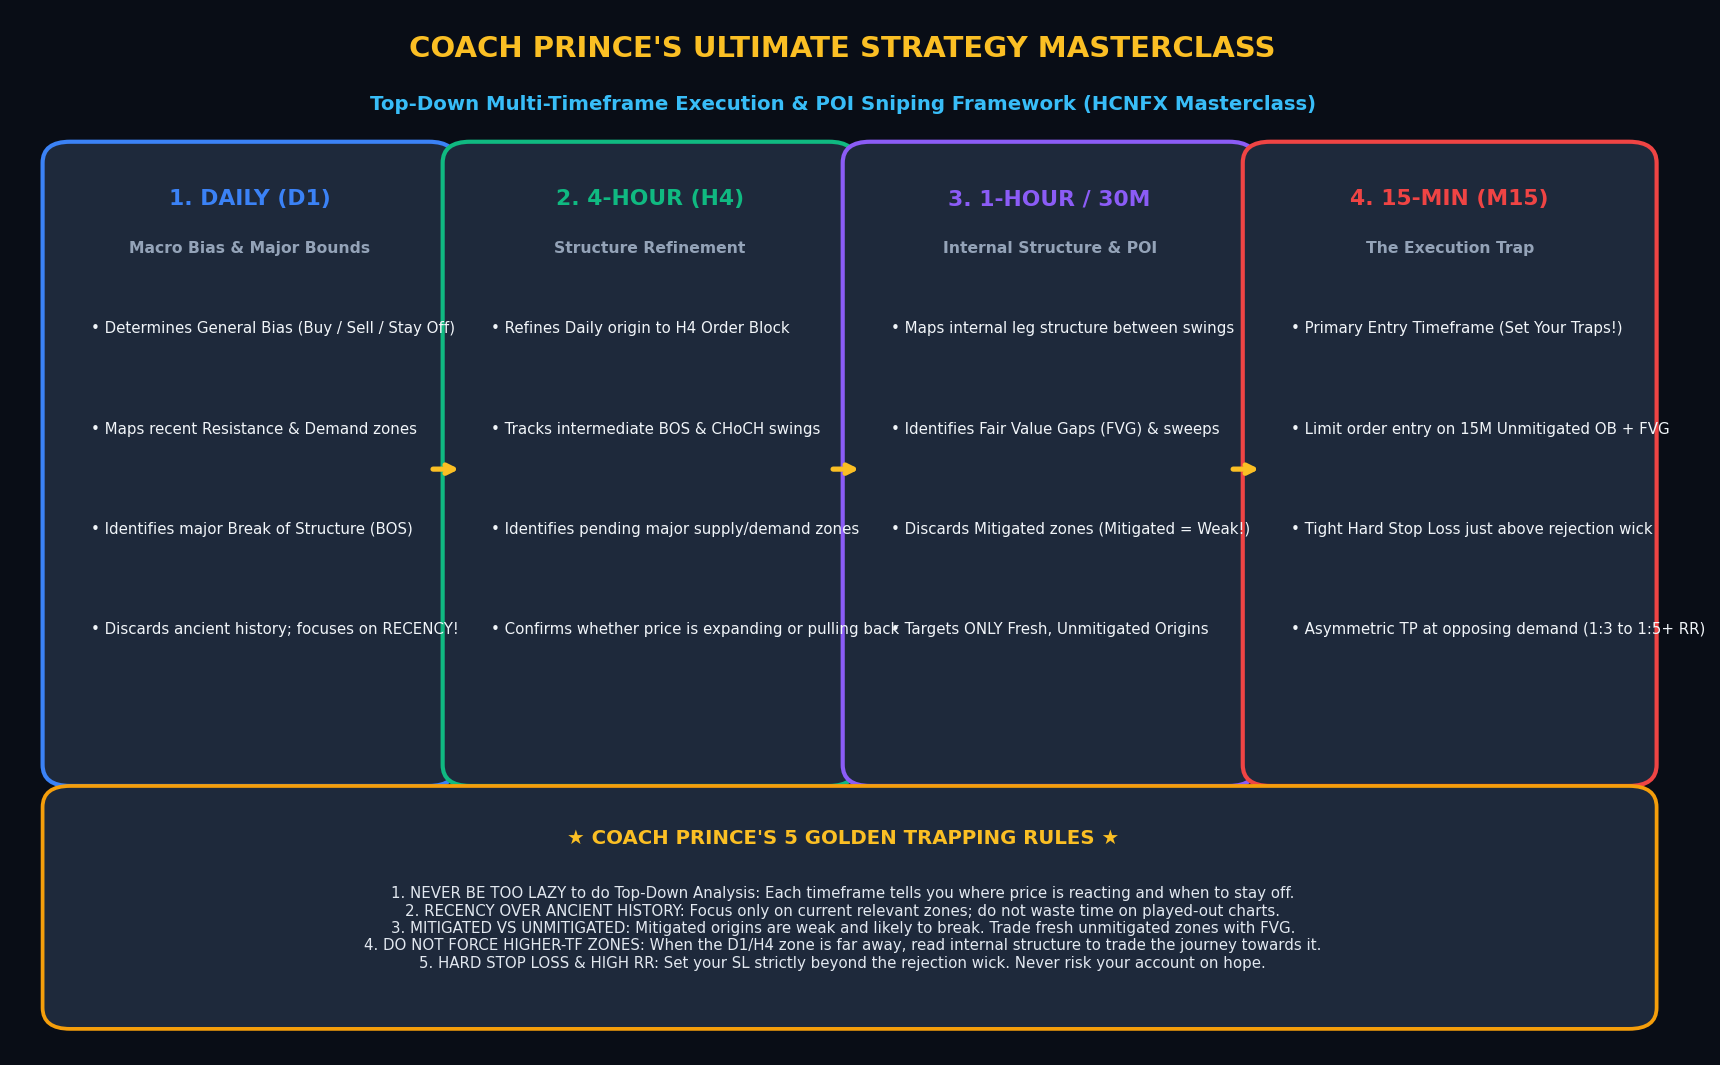 COACH PRINCE'S ULTIMATE STRATEGY MASTERCLASS
Top-Down Multi-Timeframe Execution & POI Sniping Framework (HCNFX Masterclass)
1. DAILY (D1)
Macro Bias & Major Bounds
• Determines General Bias (Buy / Sell / Stay Off)
• Maps recent Resistance & Demand zones
• Identifies major Break of Structure (BOS)
• Discards ancient history; focuses on RECENCY!
2. 4-HOUR (H4)
Structure Refinement
• Refines Daily origin to H4 Order Block
• Tracks intermediate BOS & CHoCH swings
• Identifies pending major supply/demand zones
• Confirms whether price is expanding or pulling back
3. 1-HOUR / 30M
Internal Structure & POI
• Maps internal leg structure between swings
• Identifies Fair Value Gaps (FVG) & sweeps
• Discards Mitigated zones (Mitigated = Weak!)
• Targets ONLY Fresh, Unmitigated Origins
4. 15-MIN (M15)
The Execution Trap
• Primary Entry Timeframe (Set Your Traps!)
• Limit order entry on 15M Unmitigated OB + FVG
• Tight Hard Stop Loss just above rejection wick
• Asymmetric TP at opposing demand (1:3 to 1:5+ RR)
★ COACH PRINCE'S 5 GOLDEN TRAPPING RULES ★
1. NEVER BE TOO LAZY to do Top-Down Analysis: Each timeframe tells you where price is reacting and when to stay off.
2. RECENCY OVER ANCIENT HISTORY: Focus only on current relevant zones; do not waste time on played-out charts.
3. MITIGATED VS UNMITIGATED: Mitigated origins are weak and likely to break. Trade fresh unmitigated zones with FVG.
4. DO NOT FORCE HIGHER-TF ZONES: When the D1/H4 zone is far away, read internal structure to trade the journey towards it.
5. HARD STOP LOSS & HIGH RR: Set your SL strictly beyond the rejection wick. Never risk your account on hope.